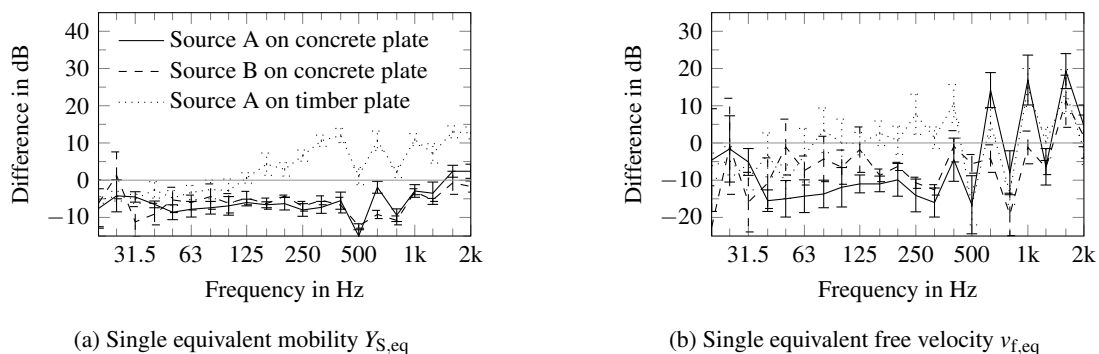 40
30
20
10
0
−10
Difference in dB
Source A on concrete plate
Source B on concrete plate
Source A on timber plate
31.5 63 125 250 500 1k 2k
Frequency in Hz
(a) Single equivalent mobility Y_S,eq
30
20
10
0
−10
−20
Difference in dB
31.5 63 125 250 500 1k 2k
Frequency in Hz
(b) Single equivalent free velocity v_f,eq